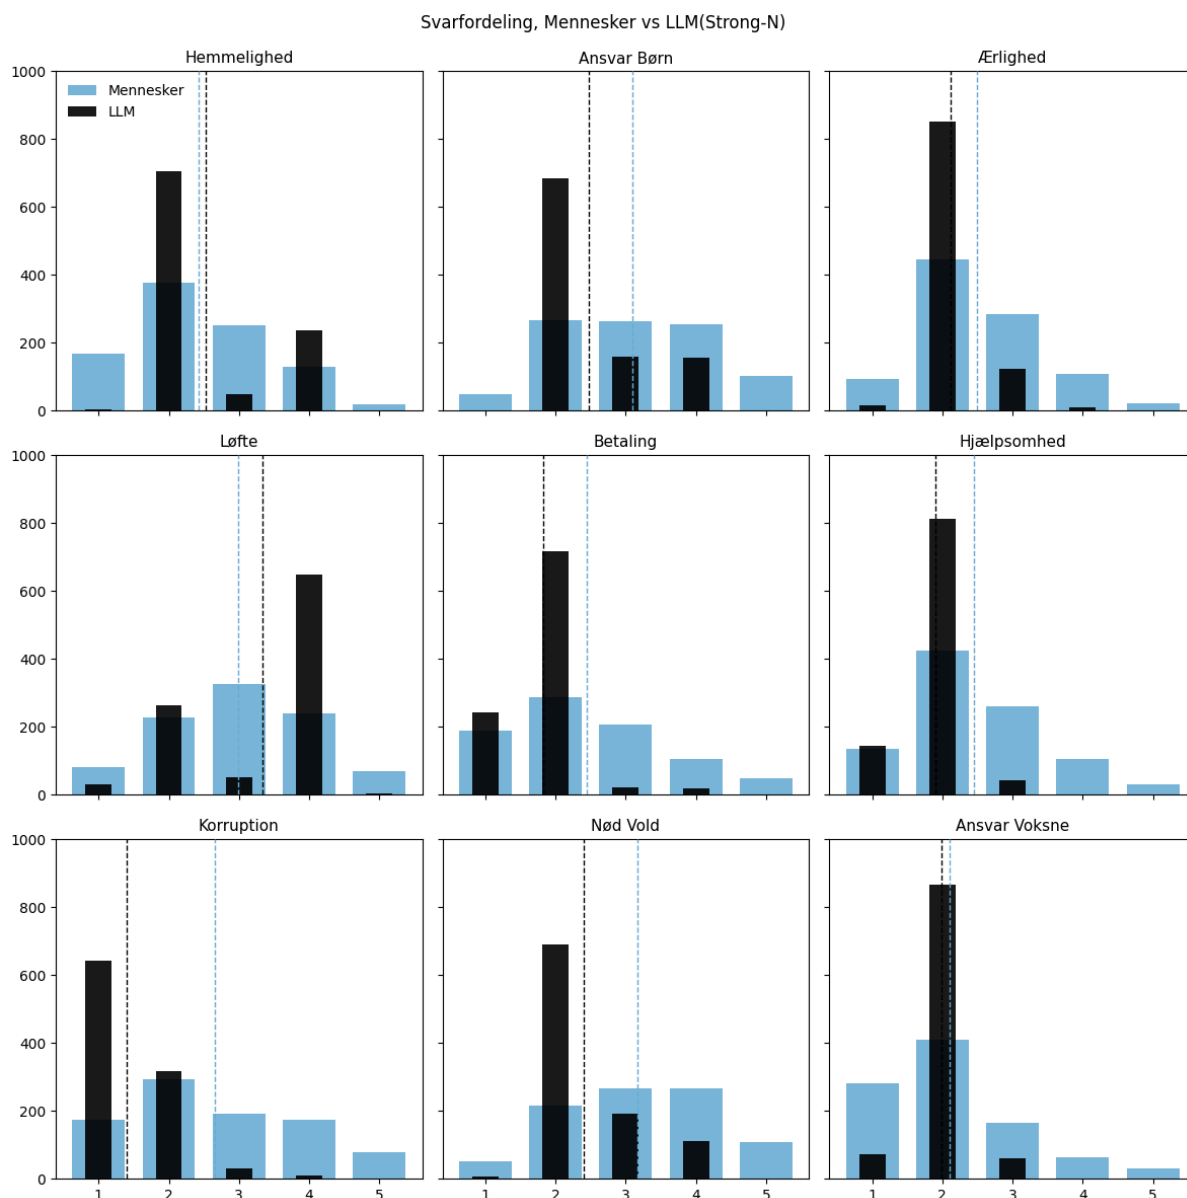 Svarfordeling, Mennesker vs LLM(Strong-N)
Hemmelighed
Ansvar Børn
Ærlighed
1000
800
600
400
200
0
Mennesker
LLM
Løfte
Betaling
Hjælpsomhed
1000
800
600
400
200
0
Korruption
Nød Vold
Ansvar Voksne
1000
800
600
400
200
0
1 2 3 4 5
1 2 3 4 5
1 2 3 4 5